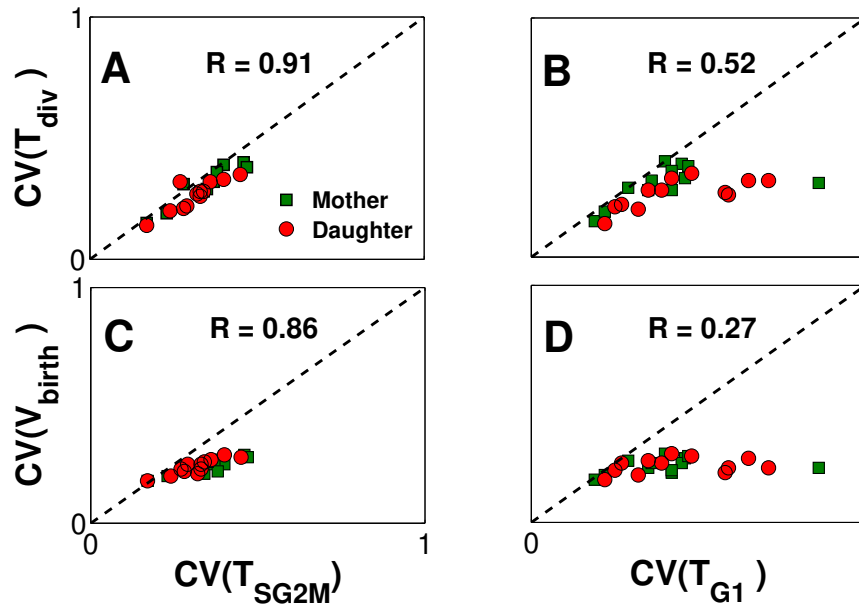 1
CV(T_div)
0
A
R = 0.91
Mother
Daughter
B
R = 0.52
1
CV(V_birth)
0
C
R = 0.86
D
R = 0.27
0
1
0
CV(T_SG2M)
CV(T_G1)